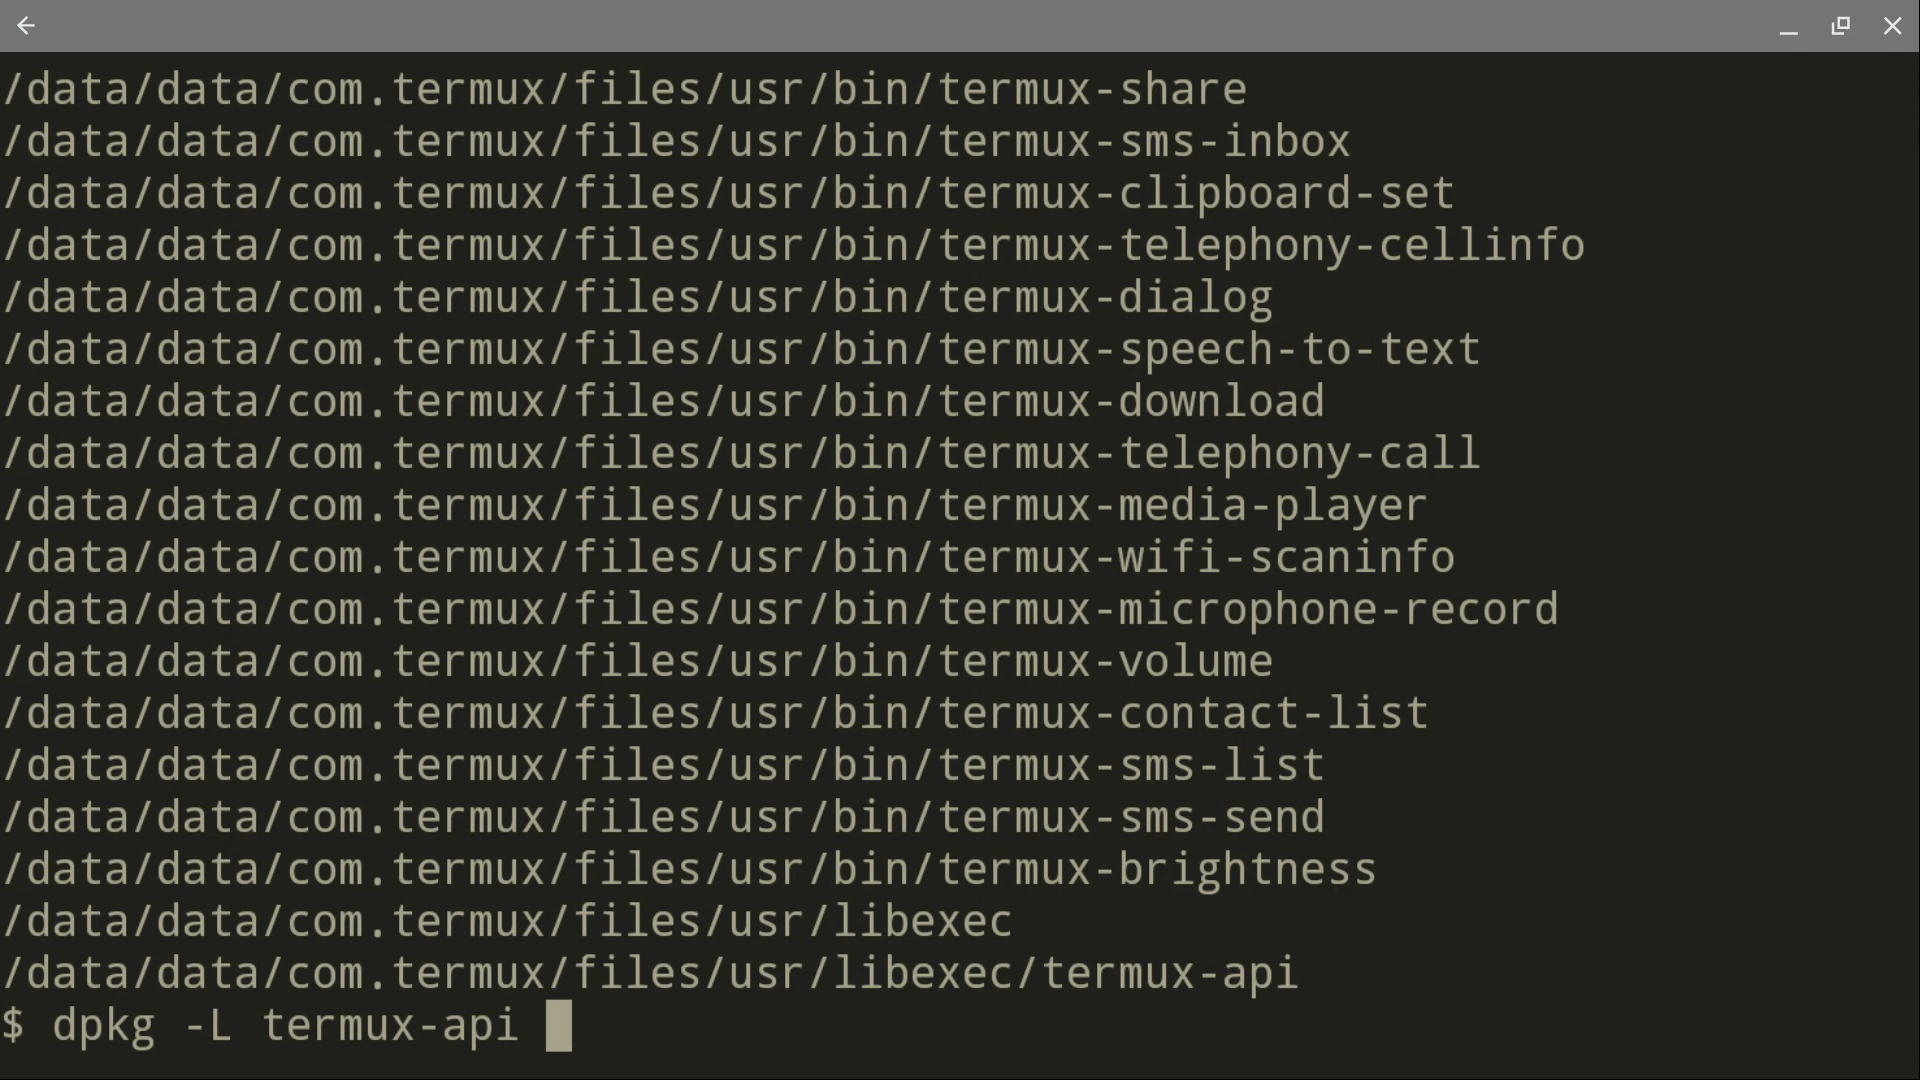 /data/data/com.termux/files/usr/bin/termux-share
/data/data/com.termux/files/usr/bin/termux-sms-inbox
/data/data/com.termux/files/usr/bin/termux-clipboard-set
/data/data/com.termux/files/usr/bin/termux-telephony-cellinfo
/data/data/com.termux/files/usr/bin/termux-dialog
/data/data/com.termux/files/usr/bin/termux-speech-to-text
/data/data/com.termux/files/usr/bin/termux-download
/data/data/com.termux/files/usr/bin/termux-telephony-call
/data/data/com.termux/files/usr/bin/termux-media-player
/data/data/com.termux/files/usr/bin/termux-wifi-scaninfo
/data/data/com.termux/files/usr/bin/termux-microphone-record
/data/data/com.termux/files/usr/bin/termux-volume
/data/data/com.termux/files/usr/bin/termux-contact-list
/data/data/com.termux/files/usr/bin/termux-sms-list
/data/data/com.termux/files/usr/bin/termux-sms-send
/data/data/com.termux/files/usr/bin/termux-brightness
/data/data/com.termux/files/usr/libexec
/data/data/com.termux/files/usr/libexec/termux-api
$ dpkg -L termux-api